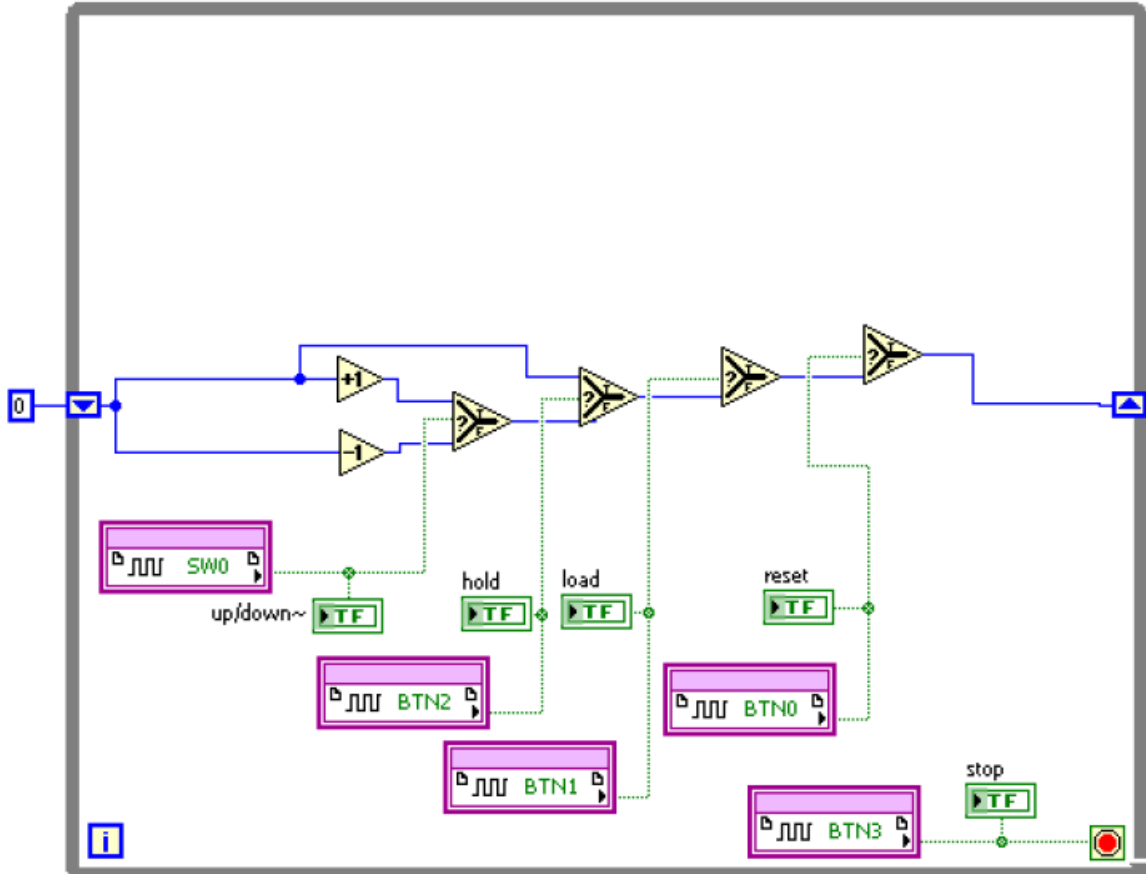 0
+1
-1
?
T
F
?
T
F
?
T
F
?
T
F
SW0
up/down~
TF
hold
TF
load
TF
reset
TF
BTN2
BTN0
BTN1
stop
TF
BTN3
i